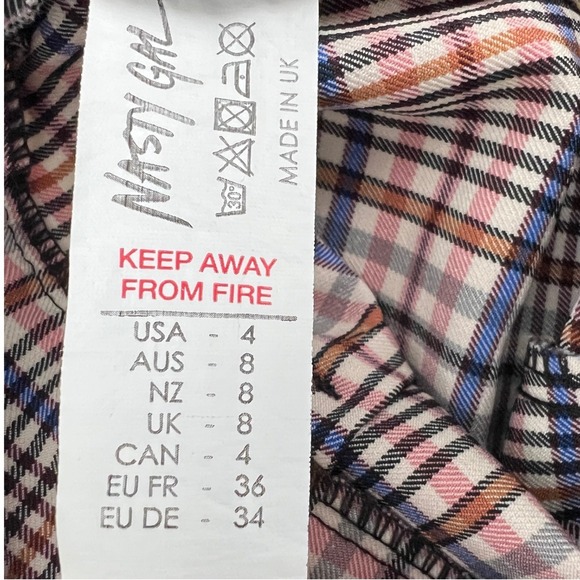 NASTY GAL
30°
MADE IN UK
KEEP AWAY
FROM FIRE
USA - 4
AUS - 8
NZ - 8
UK - 8
CAN - 4
EU FR - 36
EU DE - 34